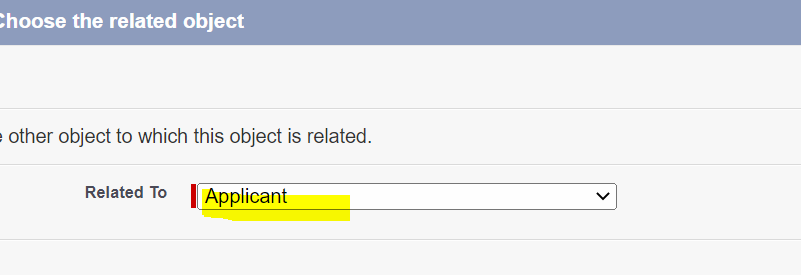 Choose the related object
other object to which this object is related.
Related To
Applicant